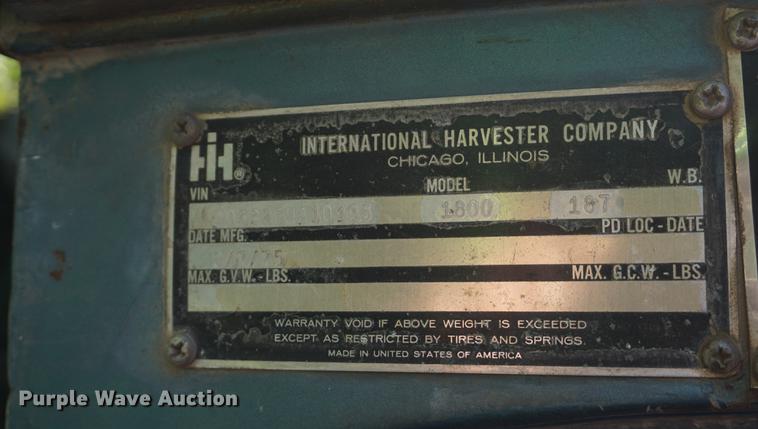 IH®
INTERNATIONAL HARVESTER COMPANY
CHICAGO, ILLINOIS
VIN MODEL W.B.
1800 187
DATE MFG. PD LOC - DATE
MAX. G.V.W. - LBS. MAX. G.C.W. - LBS.
WARRANTY VOID IF ABOVE WEIGHT IS EXCEEDED
EXCEPT AS RESTRICTED BY TIRES AND SPRINGS.
MADE IN UNITED STATES OF AMERICA
Purple Wave Auction